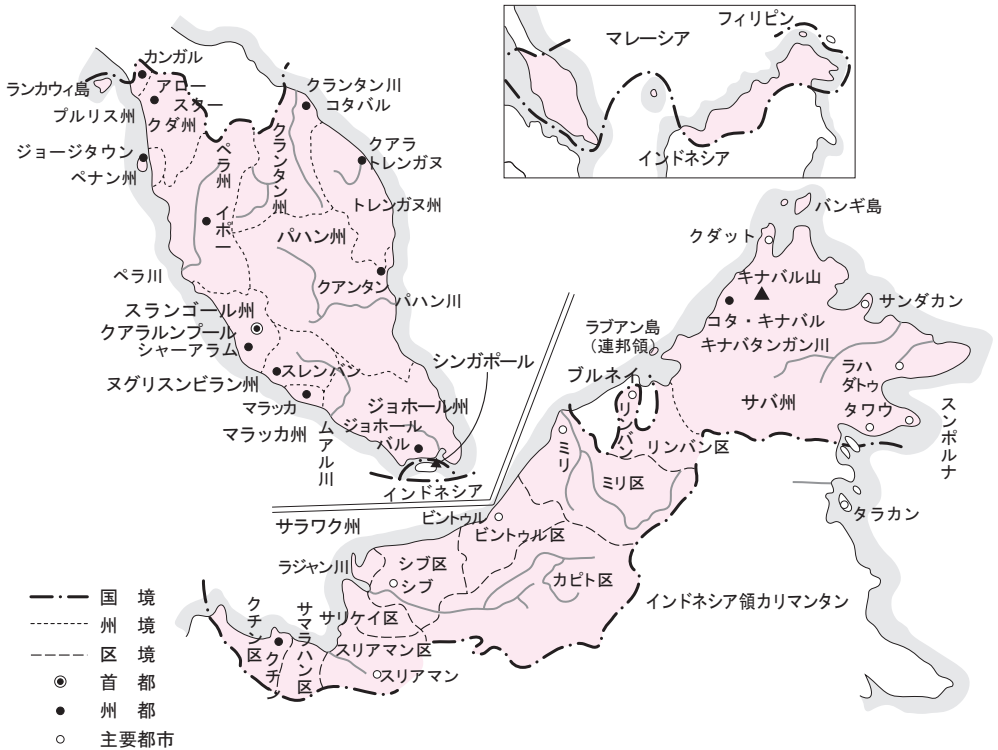 フィリピン
マレーシア
インドネシア
カンガル
ランカウィ島
アロー
スター
プルリス州
クダ州
クランタン川
コタバル
ジョージタウン
ペナン州
ペラ州
クランタン州
クアラ
トレンガヌ
トレンガヌ州
イポー
パハン州
ペラ川
クアンタン
パハン川
スランゴール州
クアラルンプール
シャーアラム
スレンバン
ヌグリスンビラン州
マラッカ
マラッカ州
ムアル川
ジョホール州
ジョホール
バル
シンガポール
インドネシア
バンギ島
クダット
キナバル山
サンダカン
コタ・キナバル
キナバタンガン川
ラブアン島
（連邦領）
ラハ
ダトゥ
ブルネイ
サバ州
タワウ
スンポルナ
リンバン
リンバン区
ミリ
ミリ区
タラカン
サラワク州
ビントゥル
ビントゥル区
ラジャン川
シブ区
シブ
カピト区
インドネシア領カリマンタン
サリケイ区
クチン区
クチン
サマラハン区
スリアマン区
スリアマン
国　境
州　境
区　境
首　都
州　都
主要都市